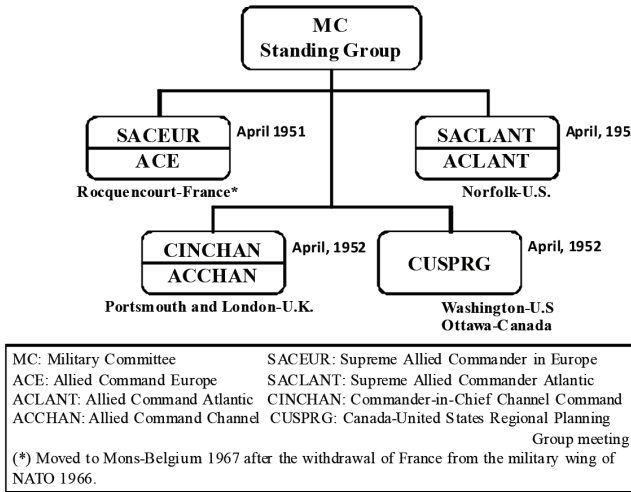 MC
Standing Group
SACEUR
April 1951
ACE
Rocquencourt-France*
SACLANT
April, 195
ACLANT
Norfolk-U.S.
CINCHAN
April, 1952
ACCHAN
Portsmouth and London-U.K.
CUSPRG
April, 1952
Washington-U.S
Ottawa-Canada
MC: Military Committee SACEUR: Supreme Allied Commander in Europe
ACE: Allied Command Europe SACLANT: Supreme Allied Commander Atlantic
ACLANT: Allied Command Atlantic CINCHAN: Commander-in-Chief Channel Command
ACCHAN: Allied Command Channel CUSPRG: Canada-United States Regional Planning
Group meeting
(*) Moved to Mons-Belgium 1967 after the withdrawal of France from the military wing of
NATO 1966.